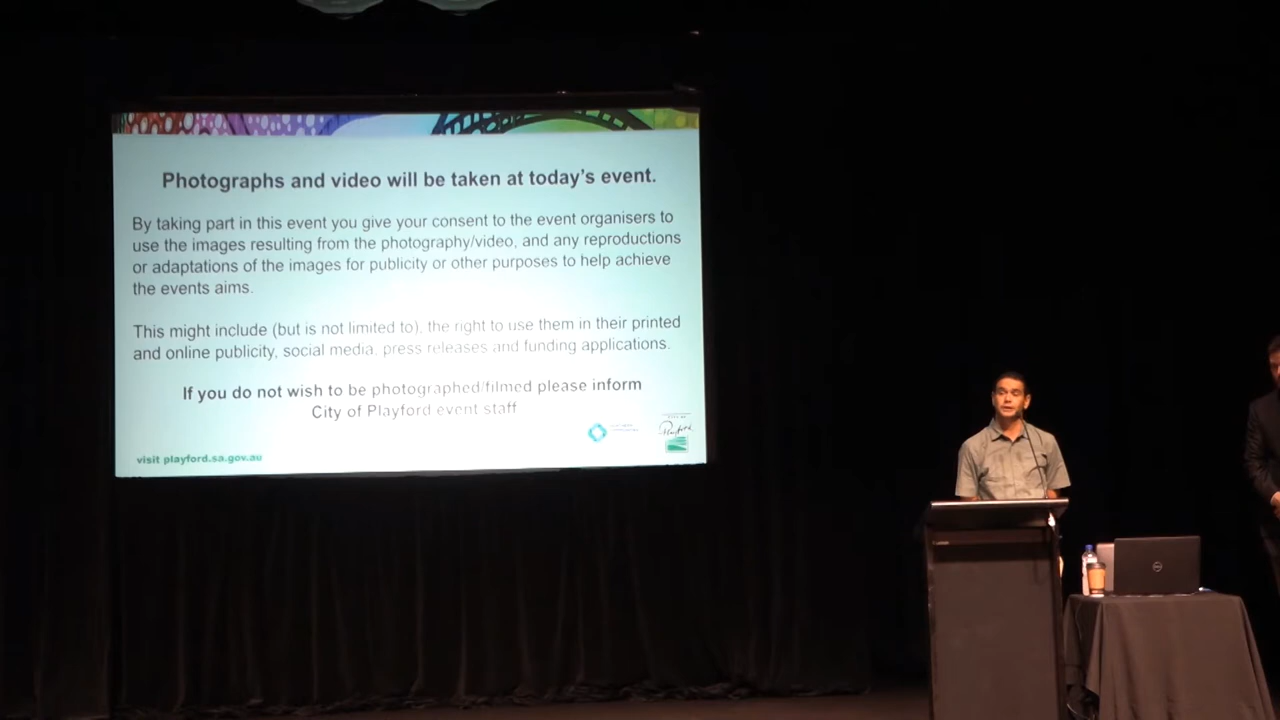 Photographs and video will be taken at today's event.
By taking part in this event you give your consent to the event organisers to
use the images resulting from the photography/video, and any reproductions
or adaptations of the images for publicity or other purposes to help achieve
the events aims.
This might include (but is not limited to), the right to use them in their printed
and online publicity, social media, press releases and funding applications.
If you do not wish to be photographed/filmed please inform
City of Playford event staff
CITY OF
Playford
visit playford.sa.gov.au
DELL